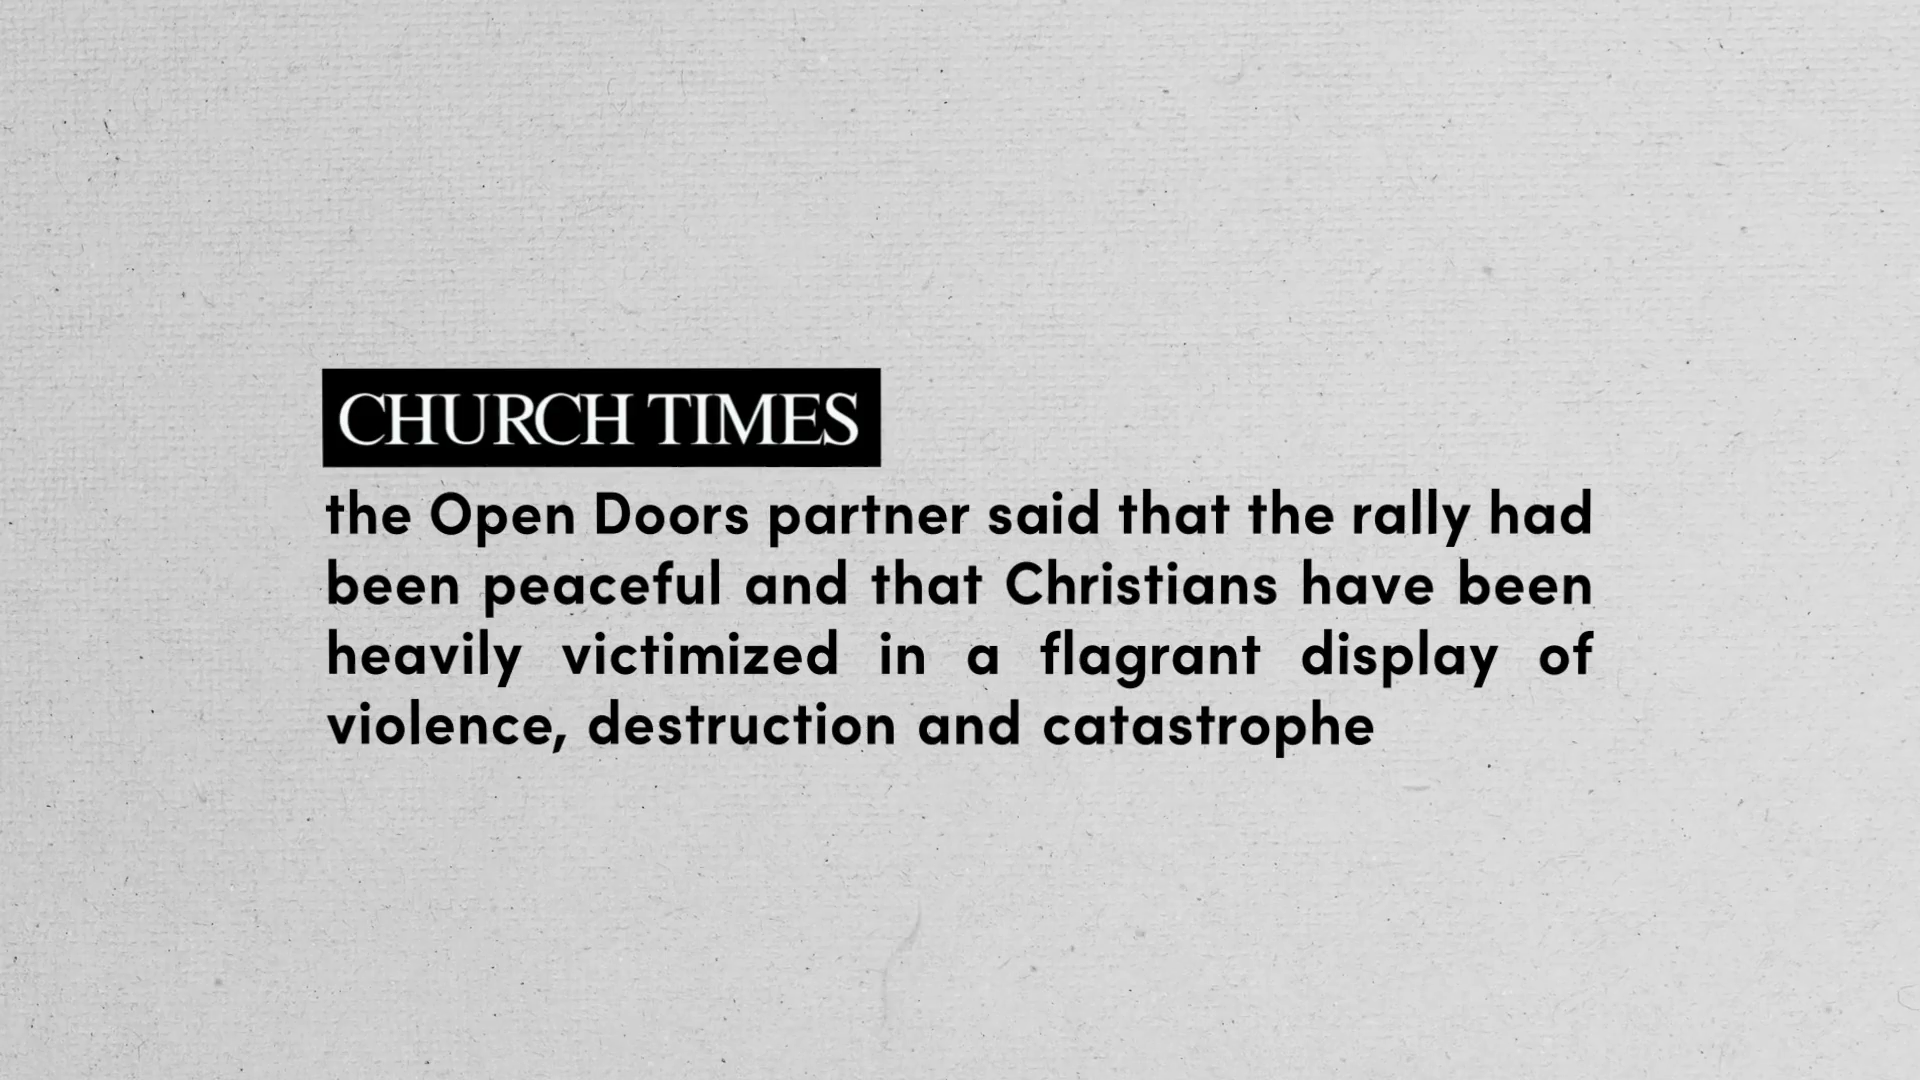 CHURCH TIMES
the Open Doors partner said that the rally had
been peaceful and that Christians have been
heavily victimized in a flagrant display of
violence, destruction and catastrophe